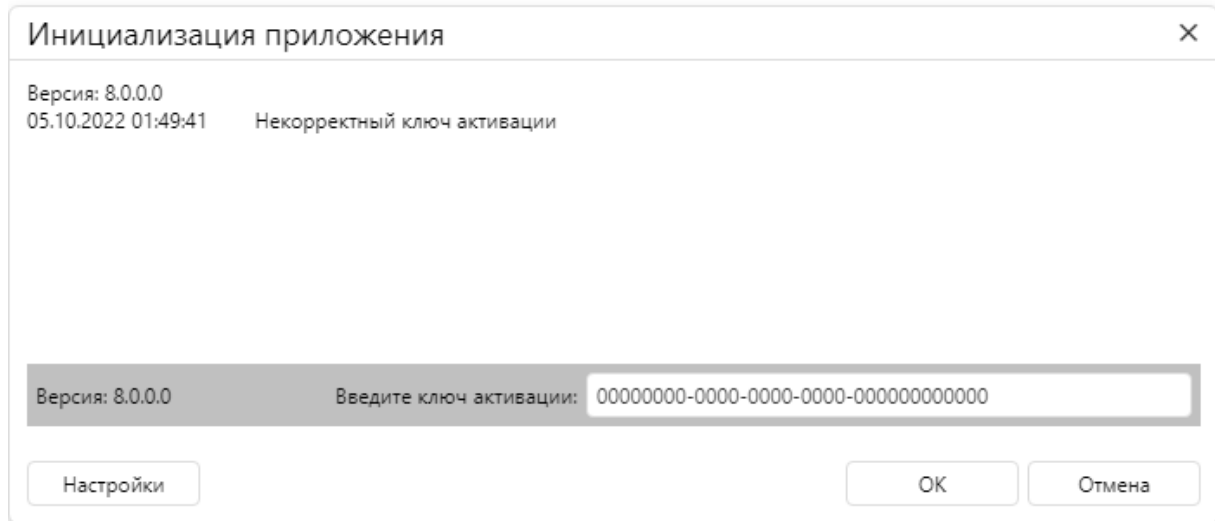 Инициализация приложения
Версия: 8.0.0.0
05.10.2022 01:49:41 Некорректный ключ активации
Версия: 8.0.0.0 Введите ключ активации: 00000000-0000-0000-0000-000000000000
Настройки ОК Отмена